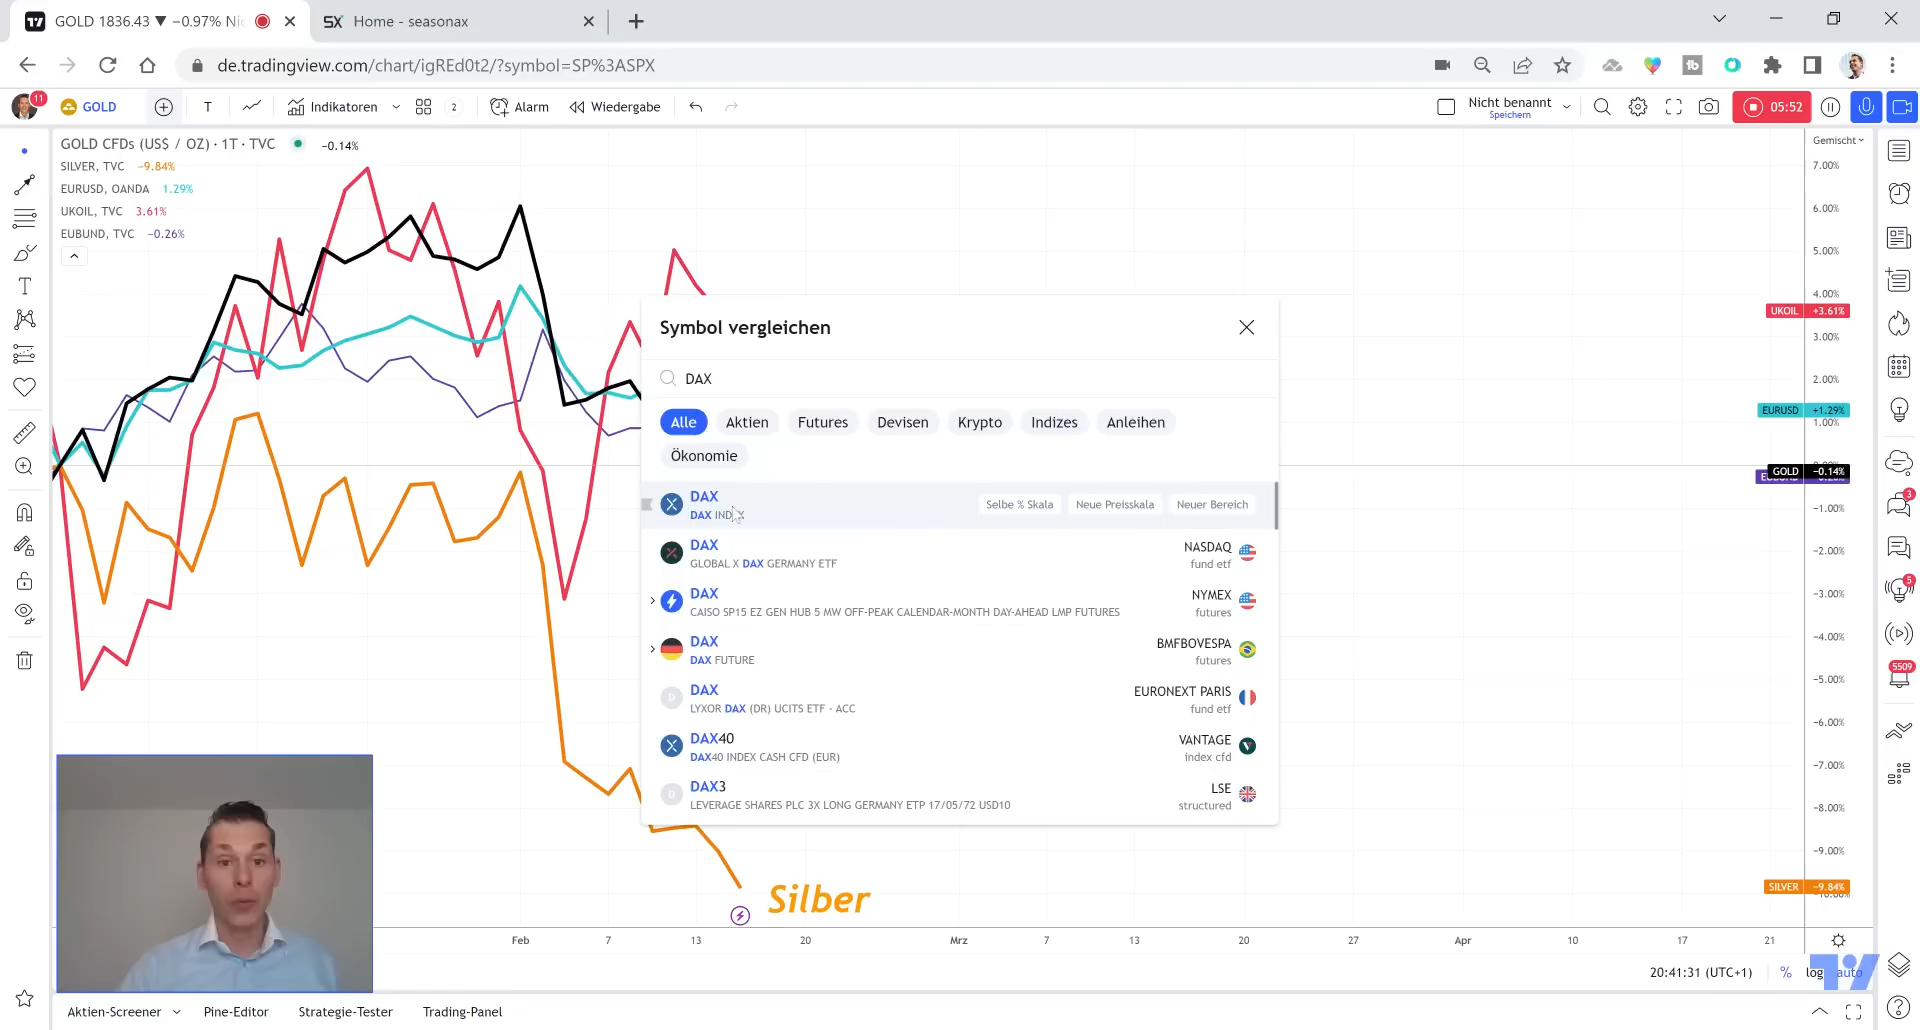 GOLD 1836.43 ▼ −0.97% Nic
Home - seasonax
de.tradingview.com/chart/igREd0t2/?symbol=SP%3ASPX
11
GOLD
T
Indikatoren
2
Alarm
Wiedergabe
Nicht benannt
Speichern
05:52
GOLD CFDs (US$ / OZ) · 1T · TVC
−0.14%
SILVER, TVC −9.84%
EURUSD, OANDA 1.29%
UKOIL, TVC 3.61%
EUBUND, TVC −0.26%
Gemischt
7.00%
6.00%
5.00%
4.00%
UKOIL +3.61%
3.00%
2.00%
EURUSD +1.29%
1.00%
GOLD −0.14%
−1.00%
−2.00%
−3.00%
−4.00%
−5.00%
−6.00%
−7.00%
−8.00%
−9.00%
SILVER −9.84%
Symbol vergleichen
DAX
Alle
Aktien
Futures
Devisen
Krypto
Indizes
Anleihen
Ökonomie
DAX
DAX INDEX
Selbe % Skala
Neue Preisskala
Neuer Bereich
DAX
GLOBAL X DAX GERMANY ETF
NASDAQ
fund etf
DAX
CAISO SP15 EZ GEN HUB 5 MW OFF-PEAK CALENDAR-MONTH DAY-AHEAD LMP FUTURES
NYMEX
futures
DAX
DAX FUTURE
BMFBOVESPA
futures
DAX
LYXOR DAX (DR) UCITS ETF - ACC
EURONEXT PARIS
fund etf
DAX40
DAX40 INDEX CASH CFD (EUR)
VANTAGE
index cfd
DAX3
LEVERAGE SHARES PLC 3X LONG GERMANY ETP 17/05/72 USD10
LSE
structured
Silber
Feb 7 13 20 Mrz 7 13 20 27 Apr 10 17 21
20:41:31 (UTC+1)
%
log
auto
3
5
5509
Aktien-Screener
Pine-Editor
Strategie-Tester
Trading-Panel